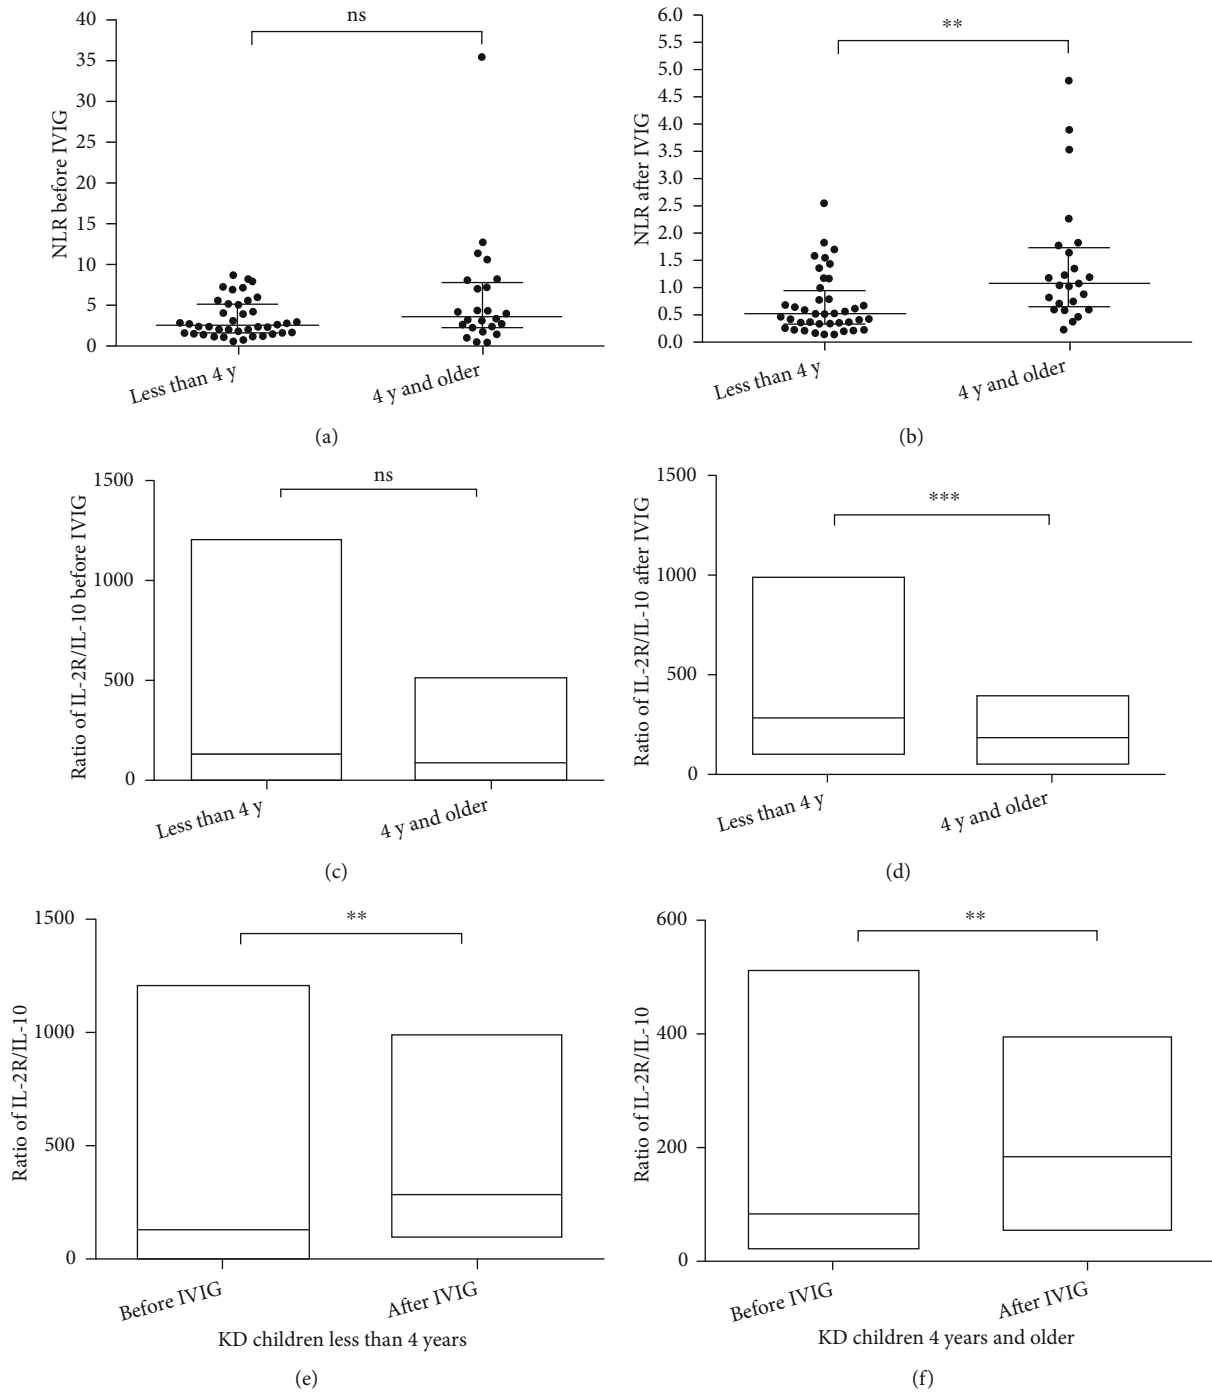 ns
40
35
30
25
20
15
10
5
0
NLR before IVIG
Less than 4 y
4 y and older
(a)
**
6.0
5.5
5.0
4.5
4.0
3.5
3.0
2.5
2.0
1.5
1.0
0.5
0.0
NLR after IVIG
Less than 4 y
4 y and older
(b)
ns
1500
1000
500
0
Ratio of IL-2R/IL-10 before IVIG
Less than 4 y
4 y and older
(c)
***
1500
1000
500
0
Ratio of IL-2R/IL-10 after IVIG
Less than 4 y
4 y and older
(d)
**
1500
1000
500
0
Ratio of IL-2R/IL-10
Before IVIG
After IVIG
KD children less than 4 years
(e)
**
600
400
200
0
Ratio of IL-2R/IL-10
Before IVIG
After IVIG
KD children 4 years and older
(f)